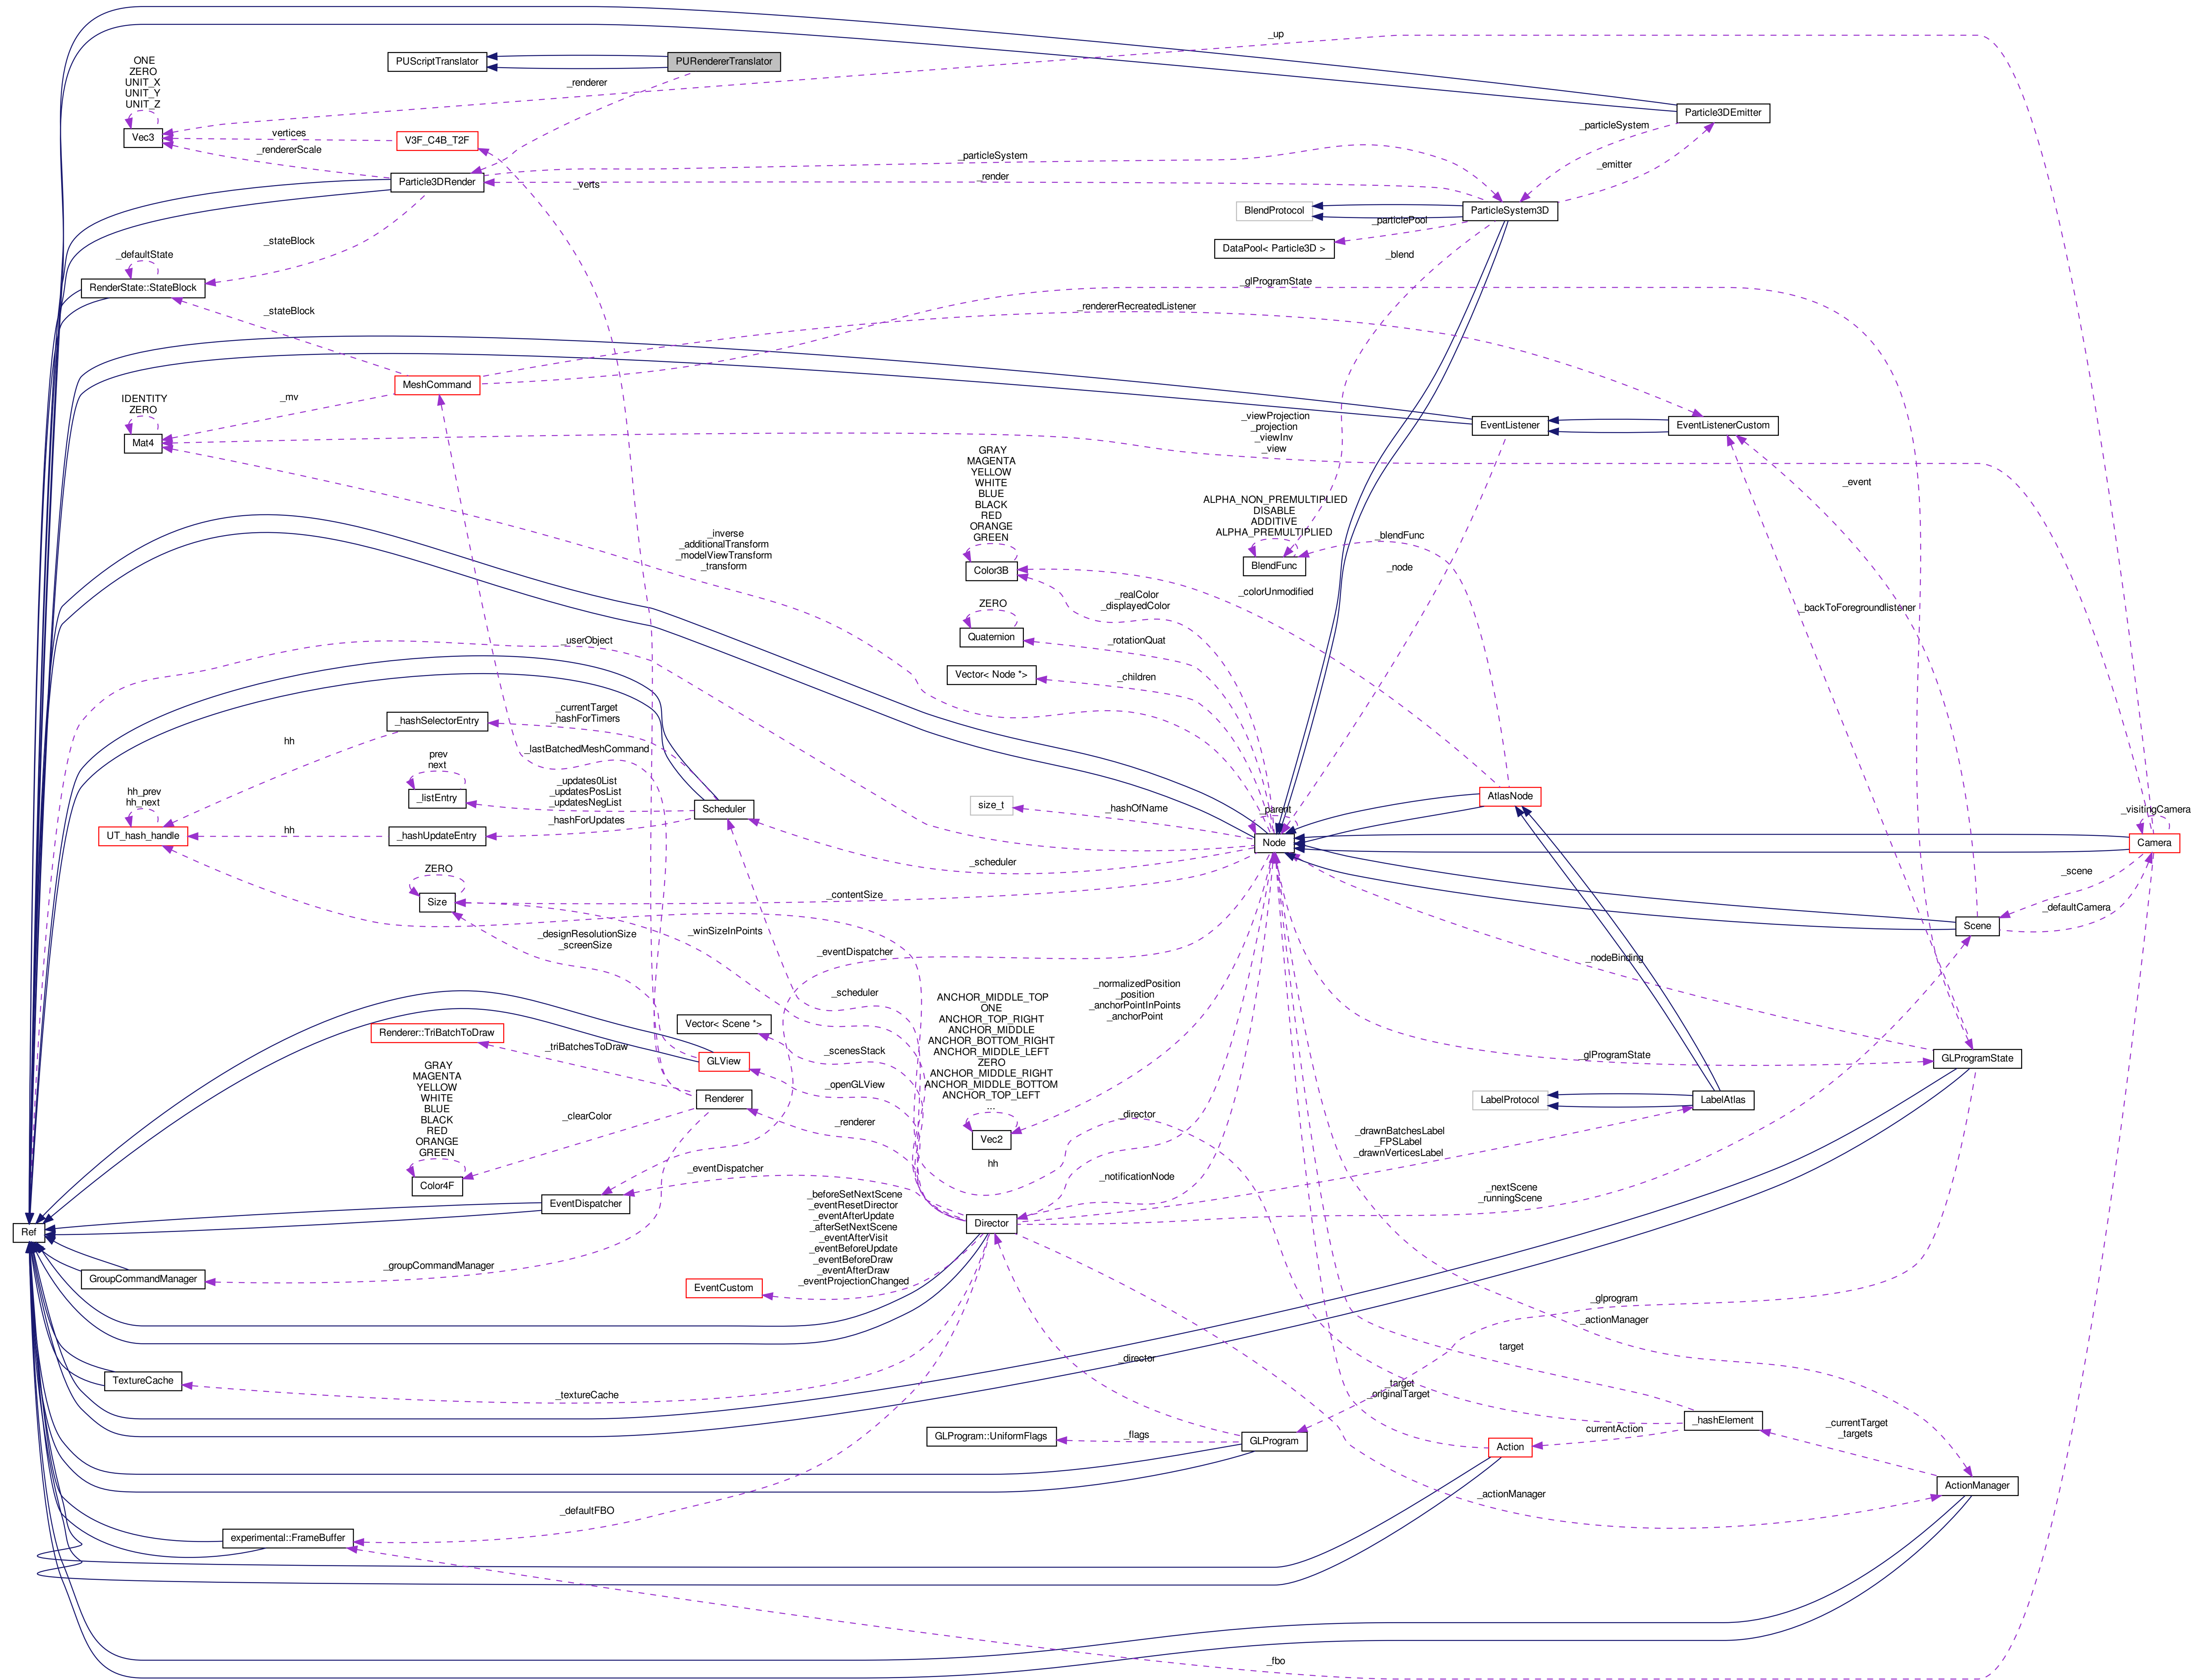 _up
ONE
ZERO
UNIT_X
UNIT_Y
UNIT_Z
Vec3
PUScriptTranslator
PURendererTranslator
_renderer
vertices
V3F_C4B_T2F
_rendererScale
Particle3DRender
_verts
_particleSystem
_render
_particleSystem
Particle3DEmitter
_emitter
BlendProtocol
ParticleSystem3D
_particlePool
DataPool< Particle3D >
_blend
_stateBlock
_defaultState
RenderState::StateBlock
_stateBlock
_glProgramState
_rendererRecreatedListener
MeshCommand
_mv
IDENTITY
ZERO
Mat4
_viewProjection
_projection
_viewInv
_view
EventListener
EventListenerCustom
_event
GRAY
MAGENTA
YELLOW
WHITE
BLUE
BLACK
RED
ORANGE
GREEN
Color3B
ALPHA_NON_PREMULTIPLIED
DISABLE
ADDITIVE
ALPHA_PREMULTIPLIED
BlendFunc
_blendFunc
_node
_inverse
_additionalTransform
_modelViewTransform
_transform
_realColor
_displayedColor
_colorUnmodified
_backToForegroundlistener
ZERO
Quaternion
_rotationQuat
_userObject
Vector< Node *>
_children
_hashSelectorEntry
_currentTarget
_hashForTimers
hh
_lastBatchedMeshCommand
prev
next
_listEntry
_updates0List
_updatesPosList
_updatesNegList
Scheduler
_hashForUpdates
hh_prev
hh_next
UT_hash_handle
hh
_hashUpdateEntry
size_t
_hashOfName
_parent
Node
AtlasNode
_visitingCamera
Camera
_scheduler
ZERO
Size
_contentSize
_scene
_defaultCamera
Scene
_designResolutionSize
_screenSize
_winSizeInPoints
_eventDispatcher
_nodeBinding
_scheduler
_normalizedPosition
_position
_anchorPointInPoints
_anchorPoint
ANCHOR_MIDDLE_TOP
ONE
ANCHOR_TOP_RIGHT
ANCHOR_MIDDLE
ANCHOR_BOTTOM_RIGHT
ANCHOR_MIDDLE_LEFT
ZERO
ANCHOR_MIDDLE_RIGHT
ANCHOR_MIDDLE_BOTTOM
ANCHOR_TOP_LEFT
...
Vec2
Vector< Scene *>
Renderer::TriBatchToDraw
_triBatchesToDraw
_scenesStack
GLView
_glProgramState
GLProgramState
_openGLView
GRAY
MAGENTA
YELLOW
WHITE
BLUE
BLACK
RED
ORANGE
GREEN
Color4F
_clearColor
Renderer
_renderer
LabelProtocol
LabelAtlas
_director
_drawnBatchesLabel
_FPSLabel
_drawnVerticesLabel
hh
_eventDispatcher
_notificationNode
_nextScene
_runningScene
EventDispatcher
Director
Ref
_groupCommandManager
GroupCommandManager
_beforeSetNextScene
_eventResetDirector
_eventAfterUpdate
_afterSetNextScene
_eventAfterVisit
_eventBeforeUpdate
_eventBeforeDraw
_eventAfterDraw
_eventProjectionChanged
EventCustom
_glprogram
_actionManager
_director
target
TextureCache
_textureCache
_target
_originalTarget
_hashElement
_currentTarget
_targets
currentAction
GLProgram::UniformFlags
_flags
GLProgram
Action
ActionManager
_actionManager
_defaultFBO
experimental::FrameBuffer
_fbo